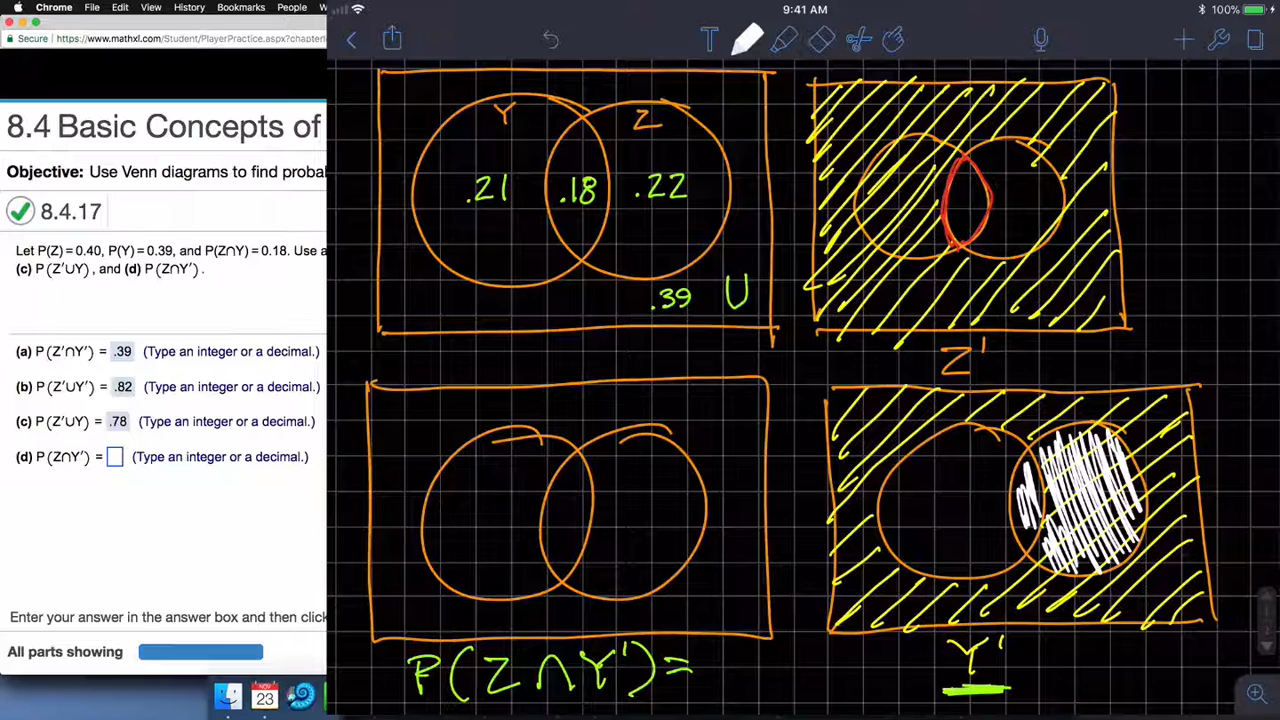 Chrome File Edit View History Bookmarks People
9:41 AM
100%
Secure https://www.mathxl.com/Student/PlayerPractice.aspx?chapter
T
8.4 Basic Concepts of
Objective: Use Venn diagrams to find proba
8.4.17
Let P(Z) = 0.40, P(Y) = 0.39, and P(Z∩Y) = 0.18. Use a
(c) P(Z′∪Y), and (d) P(Z∩Y′).
(a) P(Z′∩Y′) = .39 (Type an integer or a decimal.)
(b) P(Z′∪Y′) = .82 (Type an integer or a decimal.)
(c) P(Z′∪Y) = .78 (Type an integer or a decimal.)
(d) P(Z∩Y′) = (Type an integer or a decimal.)
Enter your answer in the answer box and then click
All parts showing
NOV
23
Y Z
.21 .18 .22
.39 U
Z'
P(Z∩Y')=
Y'